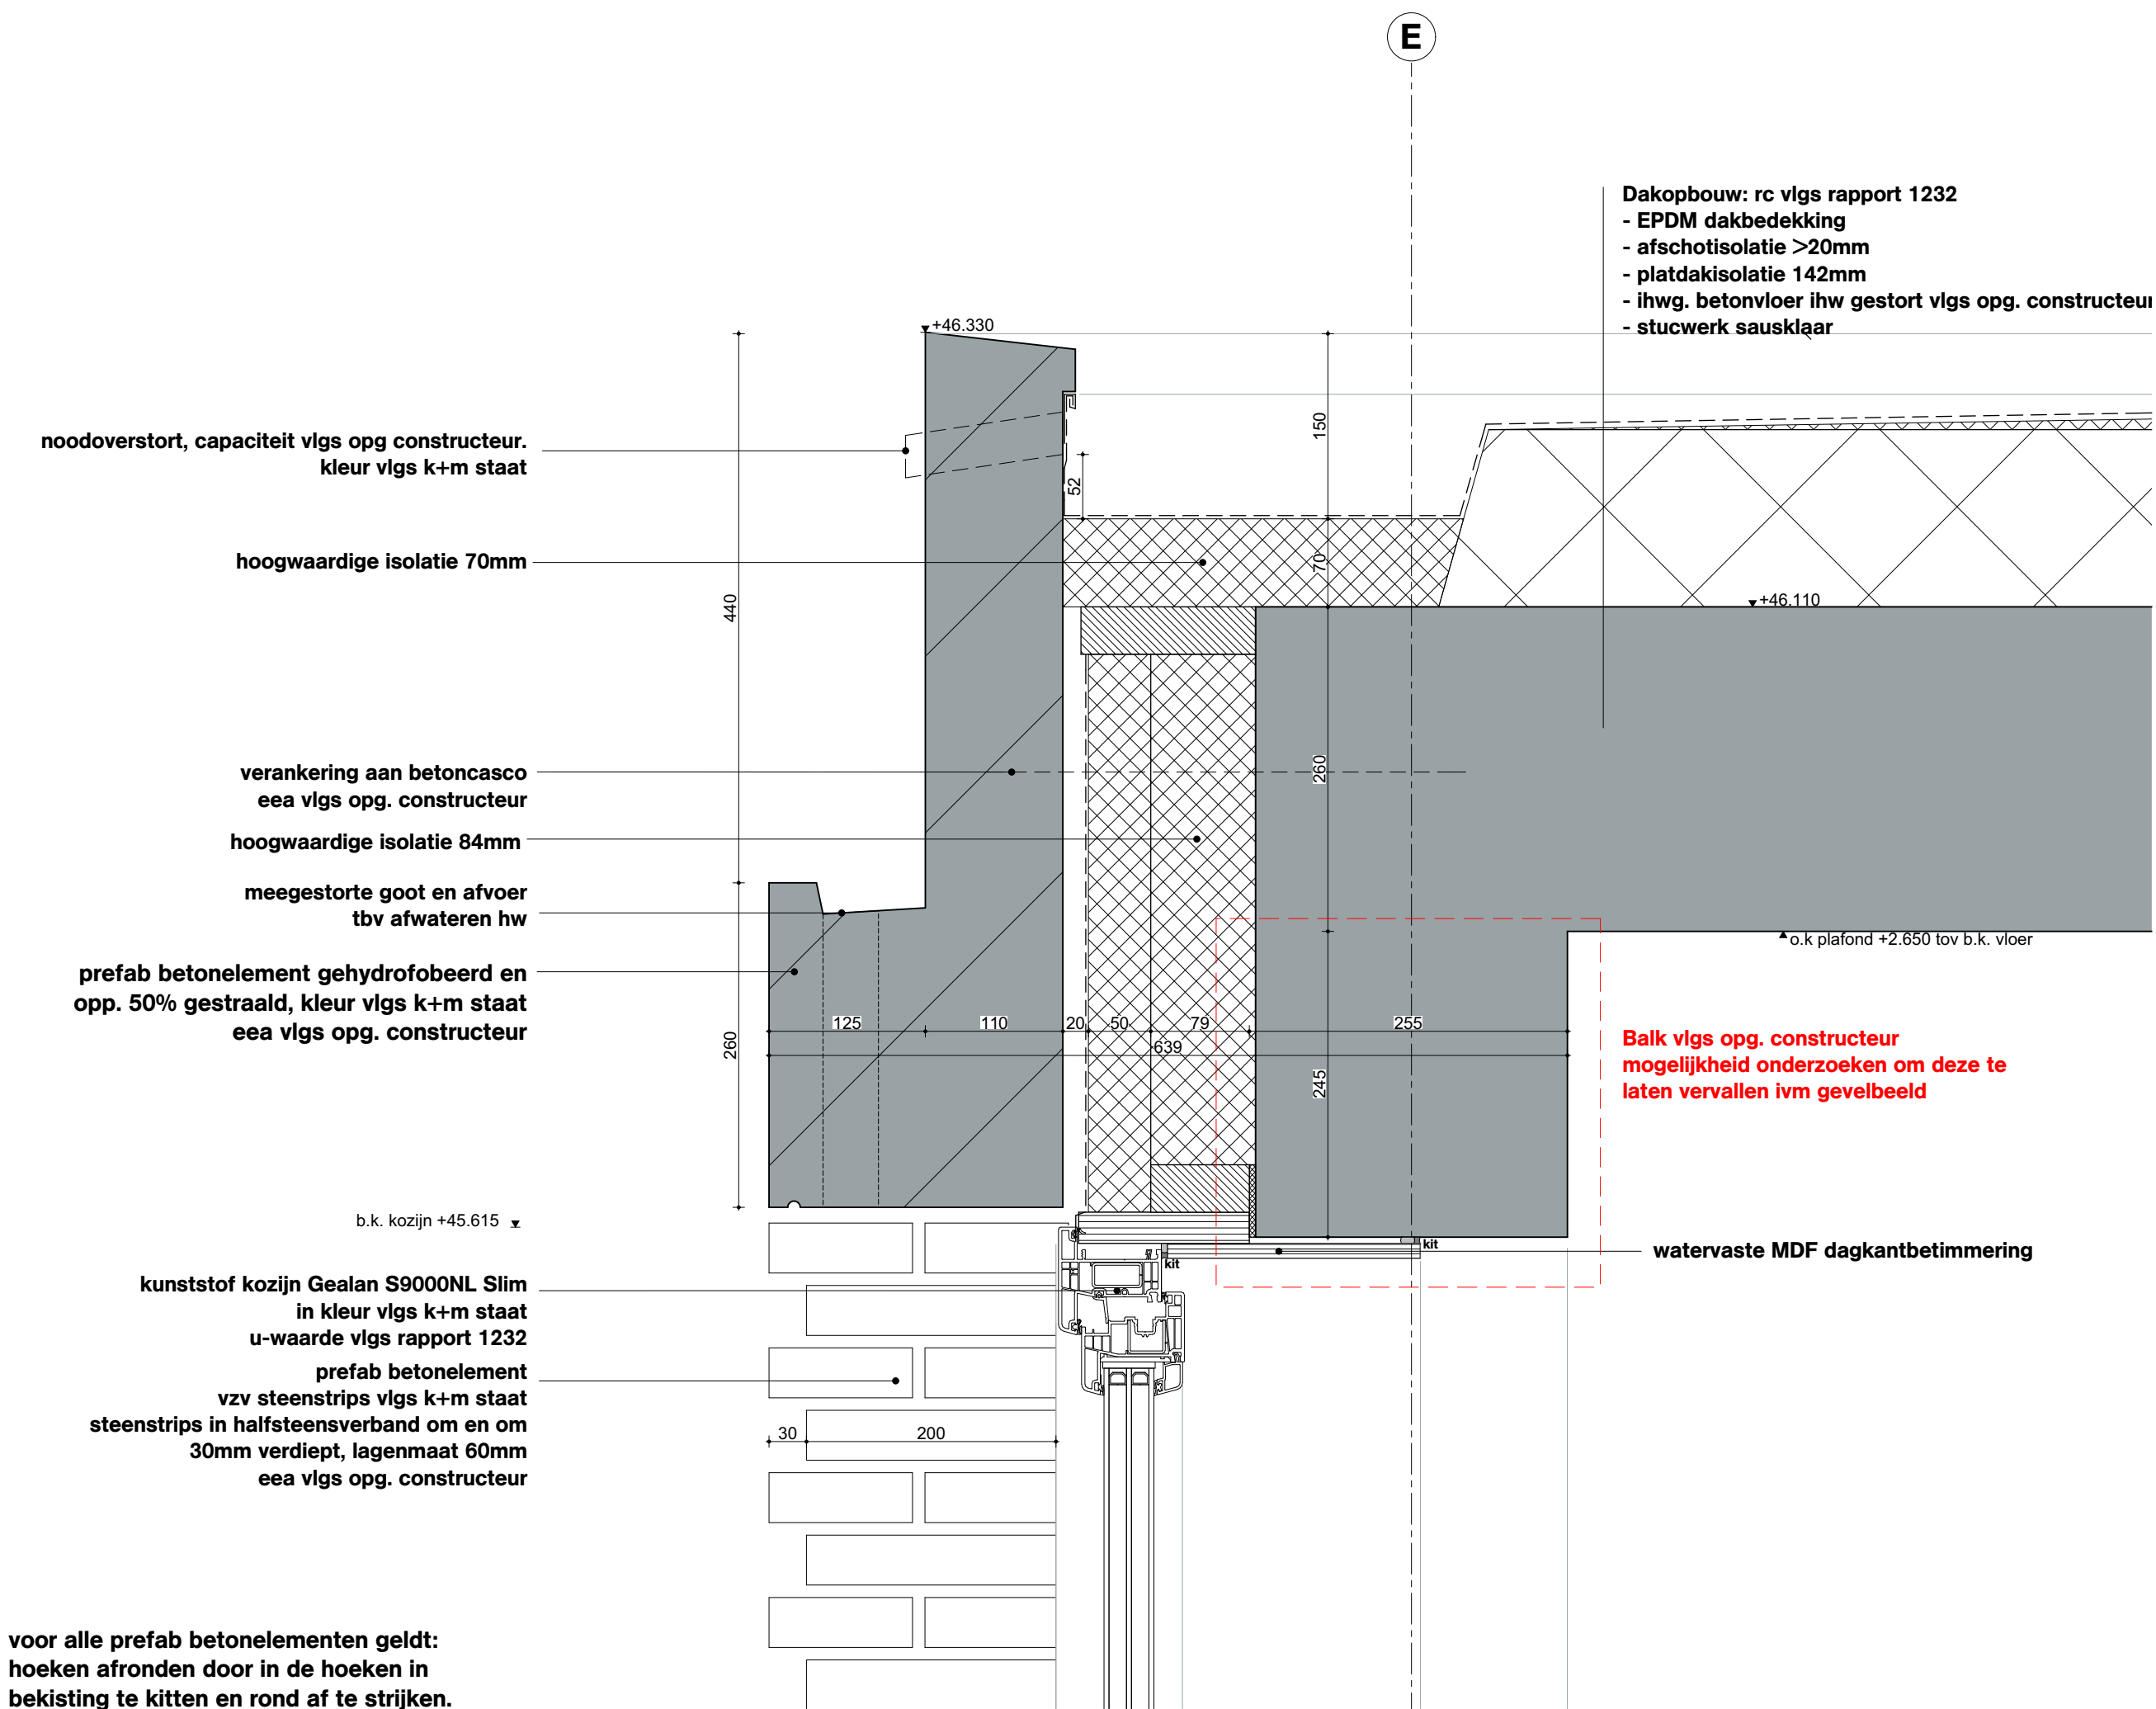 E
Dakopbouw: rc vlgs rapport 1232
- EPDM dakbedekking
- afschotisolatie >20mm
- platdakisolatie 142mm
- ihwg. betonvloer ihw gestort vlgs opg. constructeur
- stucwerk sausklaar
+46.330
noodoverstort, capaciteit vlgs opg constructeur.
kleur vlgs k+m staat
150
52
hoogwaardige isolatie 70mm
70
440
+46.110
verankering aan betoncasco
eea vlgs opg. constructeur
260
hoogwaardige isolatie 84mm
meegestorte goot en afvoer
tbv afwateren hw
o.k plafond +2.650 tov b.k. vloer
prefab betonelement gehydrofobeerd en
opp. 50% gestraald, kleur vlgs k+m staat
eea vlgs opg. constructeur
125 110 20 50 79 255
639
260
245
Balk vlgs opg. constructeur
mogelijkheid onderzoeken om deze te
laten vervallen ivm gevelbeeld
b.k. kozijn +45.615
kit
kit
watervaste MDF dagkantbetimmering
kunststof kozijn Gealan S9000NL Slim
in kleur vlgs k+m staat
u-waarde vlgs rapport 1232
prefab betonelement
vzv steenstrips vlgs k+m staat
steenstrips in halfsteensverband om en om
30mm verdiept, lagenmaat 60mm
eea vlgs opg. constructeur
30 200
voor alle prefab betonelementen geldt:
hoeken afronden door in de hoeken in
bekisting te kitten en rond af te strijken.